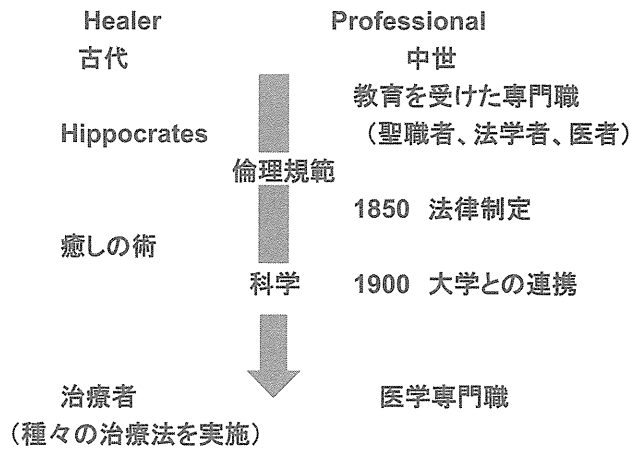 Healer Professional
古代 中世
教育を受けた専門職
Hippocrates （聖職者、法学者、医者）
倫理規範
1850 法律制定
癒しの術
科学 1900 大学との連携
治療者 医学専門職
（種々の治療法を実施）